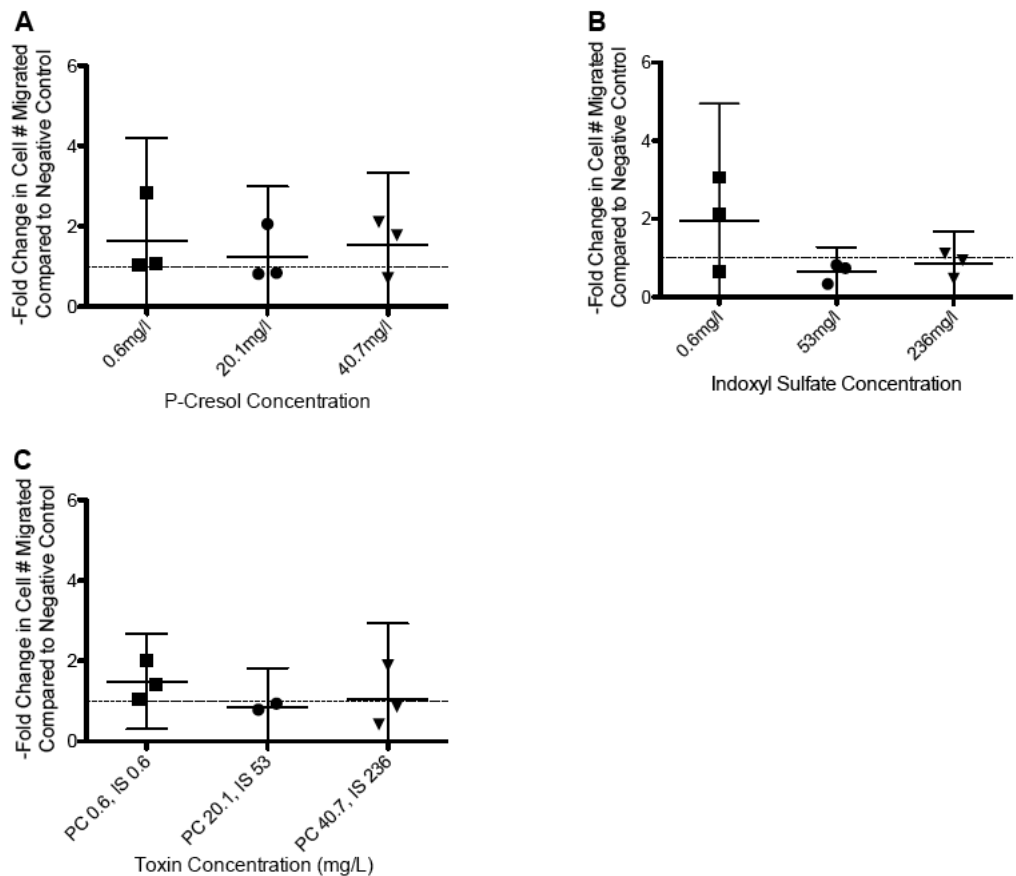 A
-Fold Change in Cell # Migrated
Compared to Negative Control
6
4
2
0
0.6mg/l
20.1mg/l
40.7mg/l
P-Cresol Concentration
B
-Fold Change in Cell # Migrated
Compared to Negative Control
6
4
2
0
0.6mg/l
53mg/l
236mg/l
Indoxyl Sulfate Concentration
C
-Fold Change in Cell # Migrated
Compared to Negative Control
6
4
2
0
PC 0.6, IS 0.6
PC 20.1, IS 53
PC 40.7, IS 236
Toxin Concentration (mg/L)